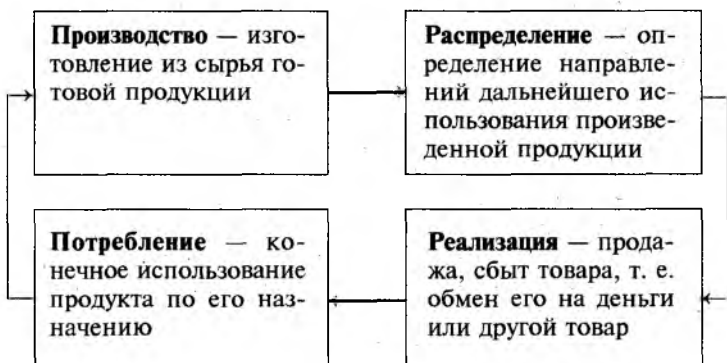 Производство — изго-
товление из сырья го-
товой продукции
Распределение — оп-
ределение направле-
ний дальнейшего ис-
пользования произве-
денной продукции
Потребление — ко-
нечное использование
продукта по его наз-
начению
Реализация — прода-
жа, сбыт товара, т. е.
обмен его на деньги
или другой товар